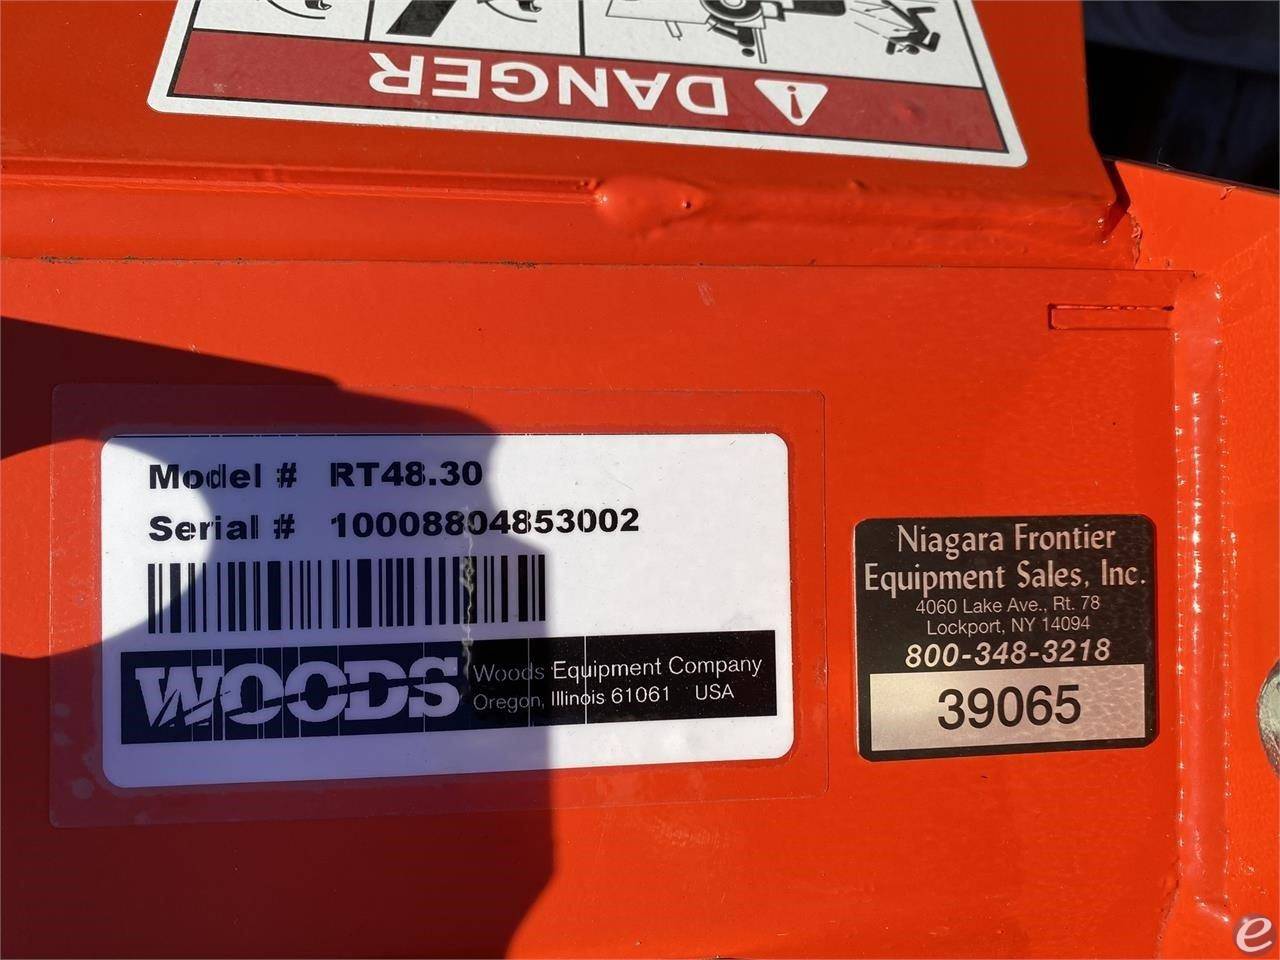 DANGER
Model # RT48.30
Serial # 10008804853002
WOODS
Woods Equipment Company
Oregon, Illinois 61061 USA
Niagara Frontier
Equipment Sales, Inc.
4060 Lake Ave., Rt. 78
Lockport, NY 14094
800-348-3218
39065
e